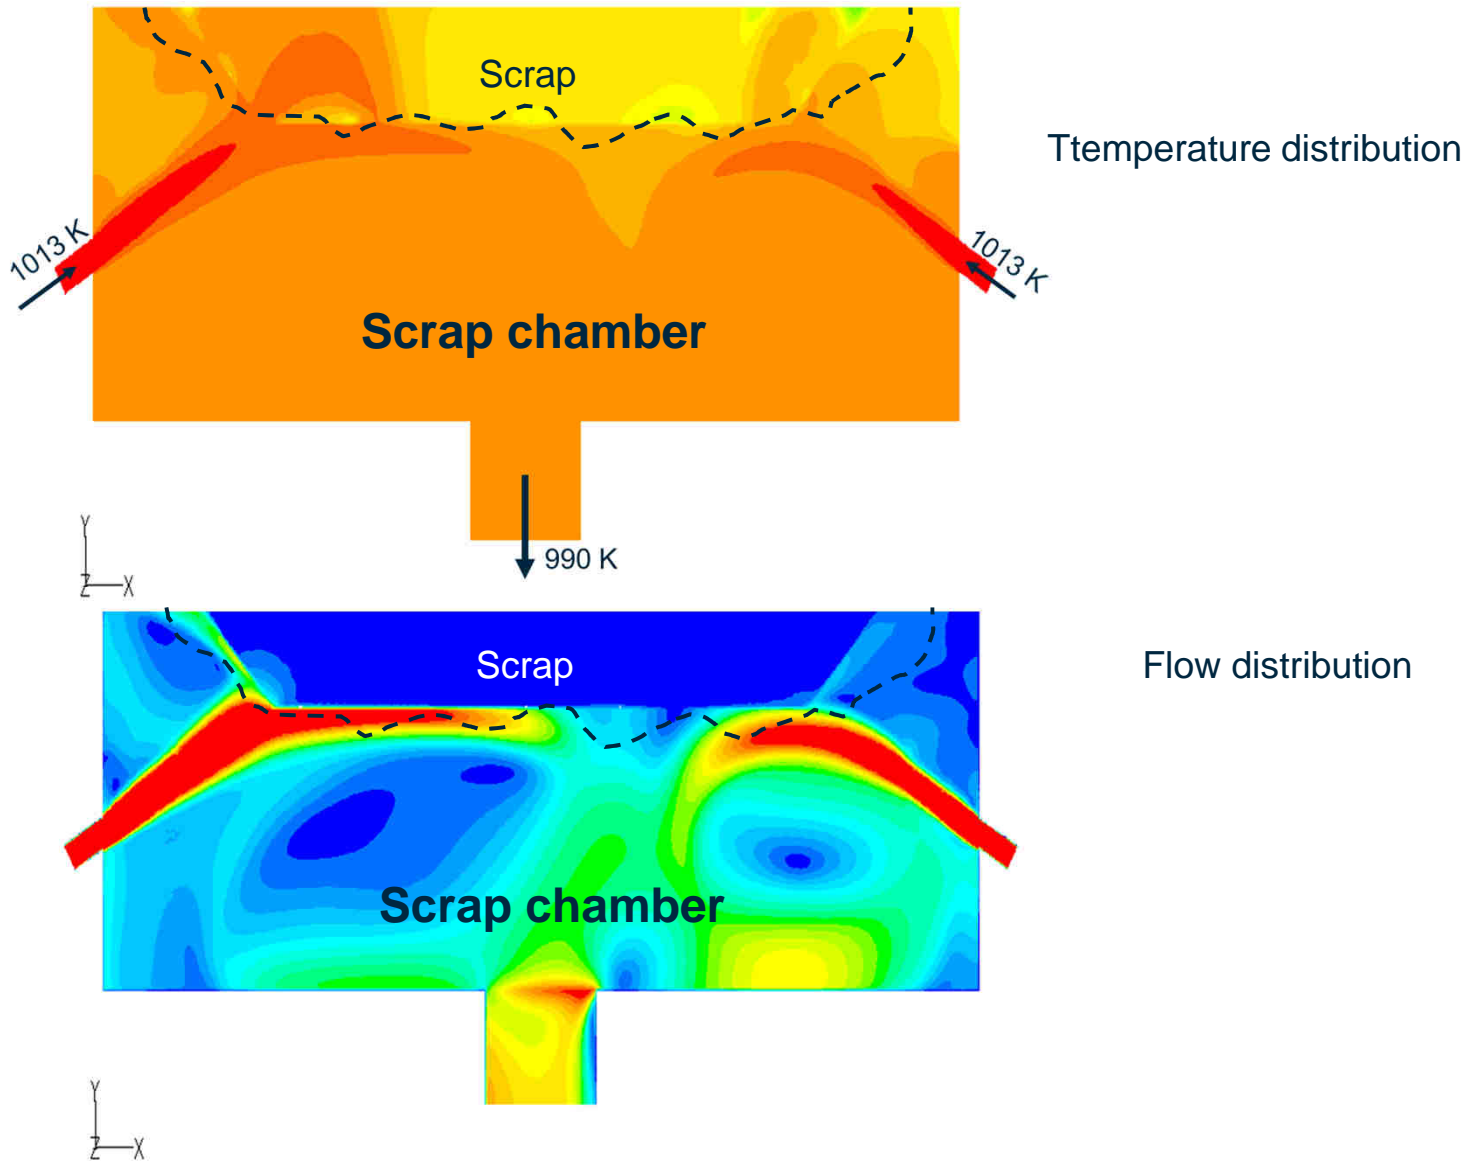 Scrap
Ttemperature distribution
1013 K
1013 K
Scrap chamber
990 K
Y
Z X
Scrap
Flow distribution
Scrap chamber
Y
Z X